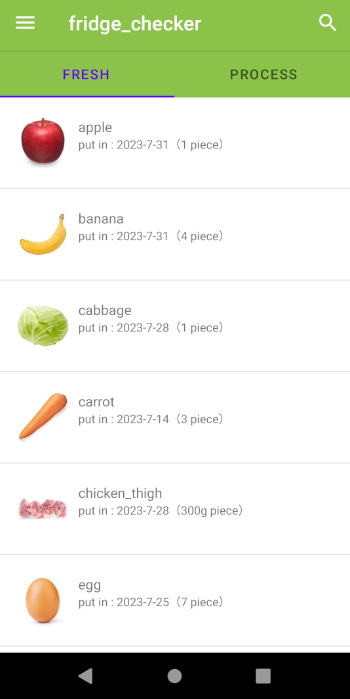 fridge_checker
FRESH
PROCESS
apple
put in : 2023-7-31（1 piece）
banana
put in : 2023-7-31（4 piece）
cabbage
put in : 2023-7-28（1 piece）
carrot
put in : 2023-7-14（3 piece）
chicken_thigh
put in : 2023-7-28（300g piece）
egg
put in : 2023-7-25（7 piece）